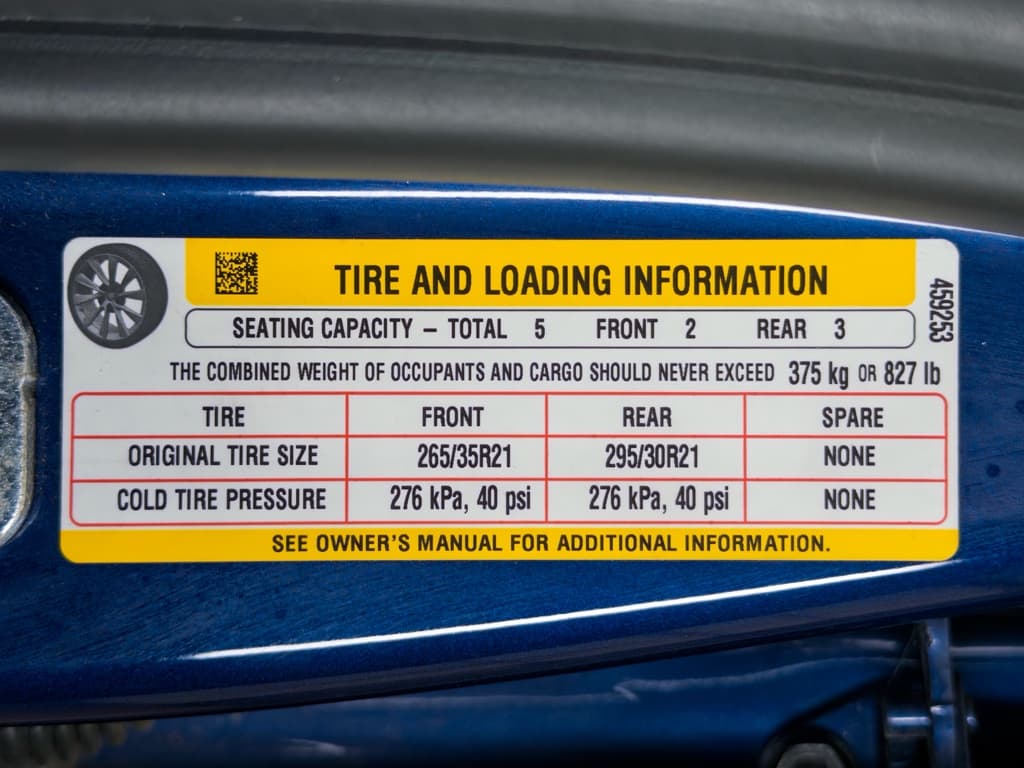 TIRE AND LOADING INFORMATION
459253
SEATING CAPACITY – TOTAL 5 FRONT 2 REAR 3
THE COMBINED WEIGHT OF OCCUPANTS AND CARGO SHOULD NEVER EXCEED 375 kg OR 827 lb
TIRE FRONT REAR SPARE
ORIGINAL TIRE SIZE 265/35R21 295/30R21 NONE
COLD TIRE PRESSURE 276 kPa, 40 psi 276 kPa, 40 psi NONE
SEE OWNER'S MANUAL FOR ADDITIONAL INFORMATION.